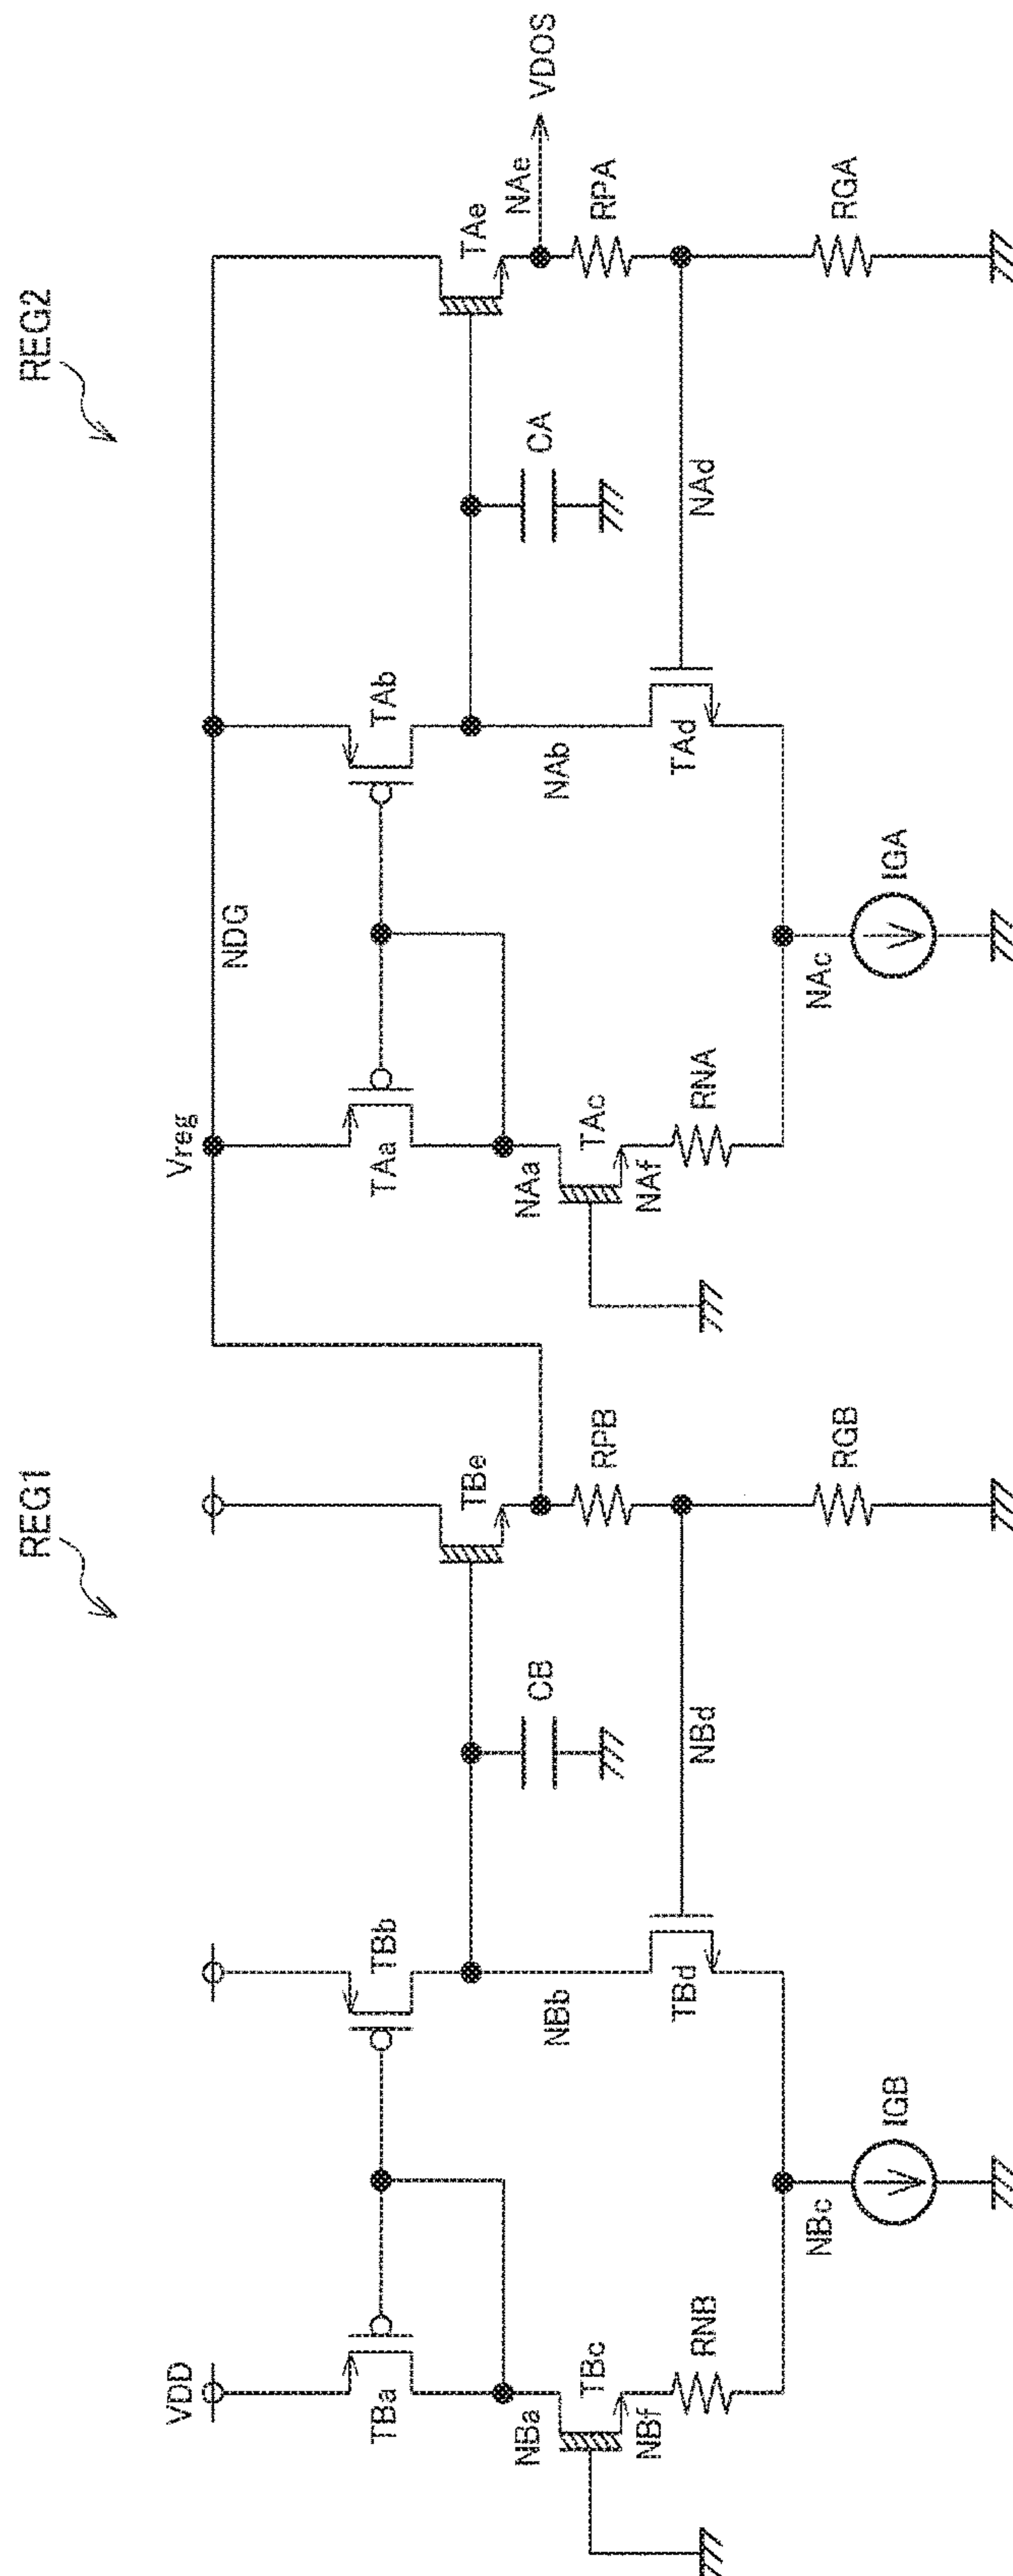 REG1
REG2
VDD
Vreg
NDG
TBa
TBb
TBe
TAa
TAb
TAe
NBa
TBc
NBf
RNB
NBb
TBd
CB
NBd
RPB
RGB
NBc
IGB
NAa
TAc
NAf
RNA
NAb
TAd
CA
NAd
NAe
VDOS
RPA
RGA
NAc
IGA